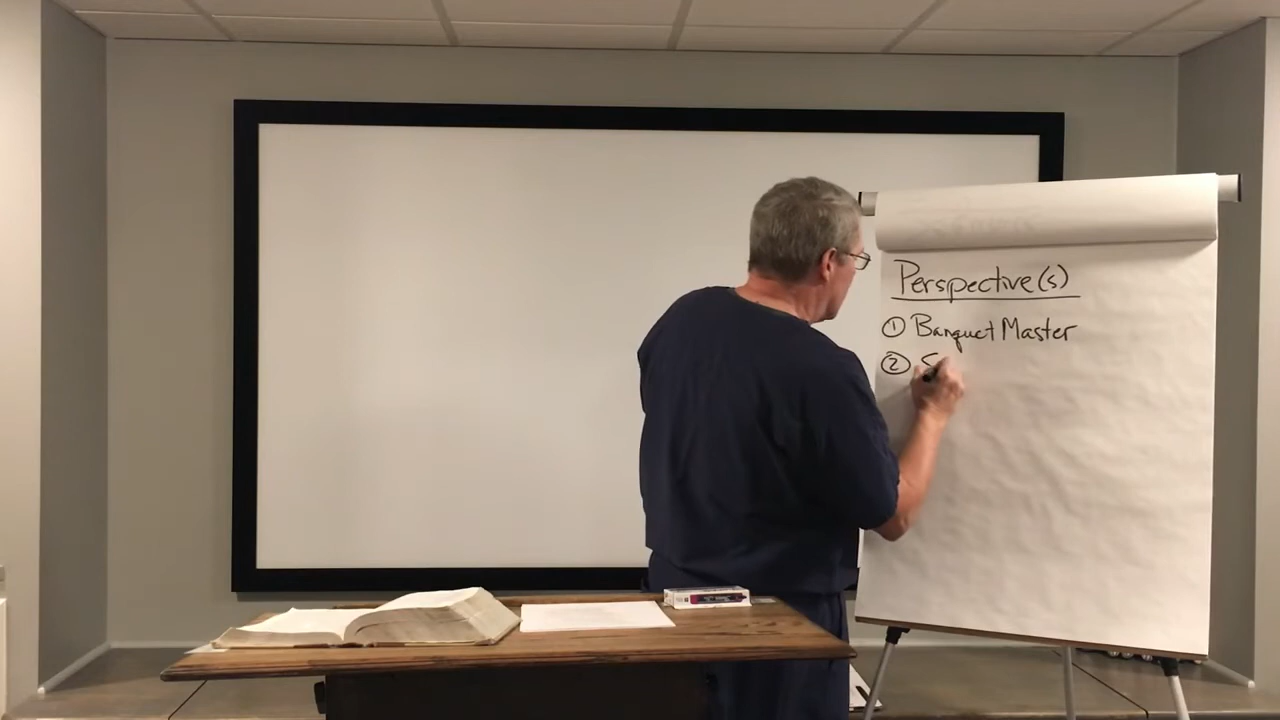 Perspective(s)
① Banquet Master
② S